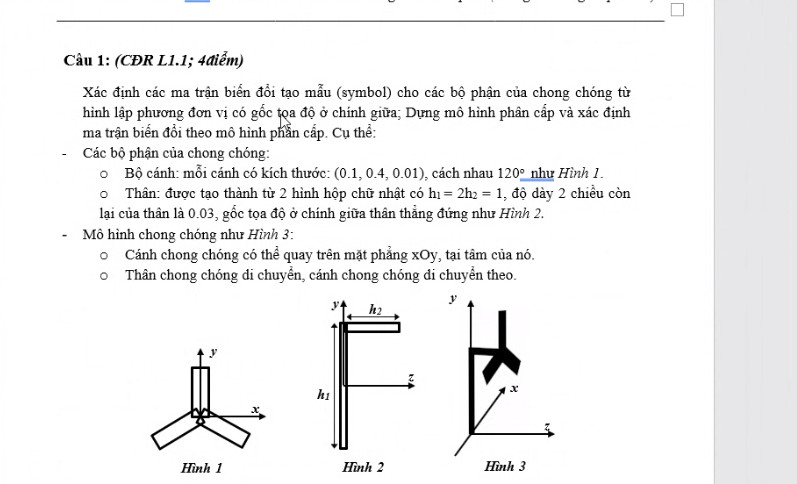 Câu 1: (CĐR L1.1; 4điểm)
Xác định các ma trận biến đổi tạo mẫu (symbol) cho các bộ phận của chong chóng từ
hình lập phương đơn vị có gốc tọa độ ở chính giữa; Dựng mô hình phân cấp và xác định
ma trận biến đổi theo mô hình phân cấp. Cụ thể:
- Các bộ phận của chong chóng:
o Bộ cánh: mỗi cánh có kích thước: (0.1, 0.4, 0.01), cách nhau 120° như Hình 1.
o Thân: được tạo thành từ 2 hình hộp chữ nhật có h1 = 2h2 = 1, độ dày 2 chiều còn
lại của thân là 0.03, gốc tọa độ ở chính giữa thân thẳng đứng như Hình 2.
- Mô hình chong chóng như Hình 3:
o Cánh chong chóng có thể quay trên mặt phẳng xOy, tại tâm của nó.
o Thân chong chóng di chuyển, cánh chong chóng di chuyển theo.
y
x
Hình 1
y
h2
z
h1
Hình 2
y
x
z
Hình 3